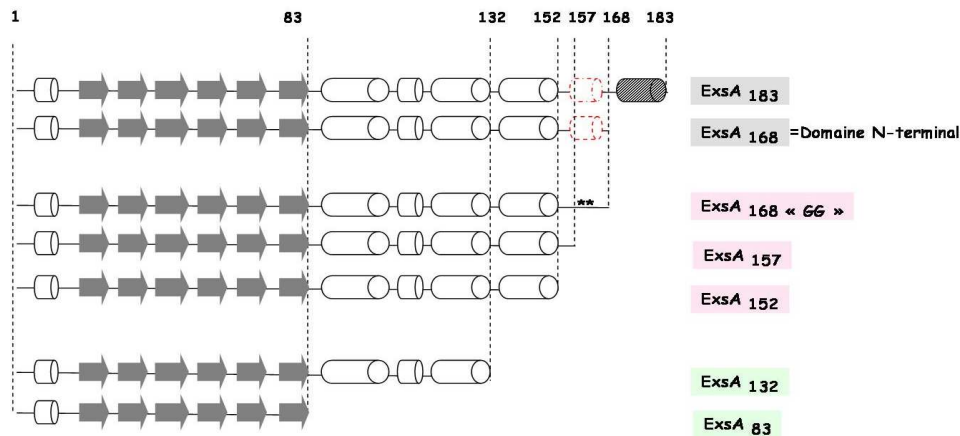 1 83 132 152 157 168 183
ExsA 183
ExsA 168 =Domaine N-terminal
**
ExsA 168 « GG »
ExsA 157
ExsA 152
ExsA 132
ExsA 83